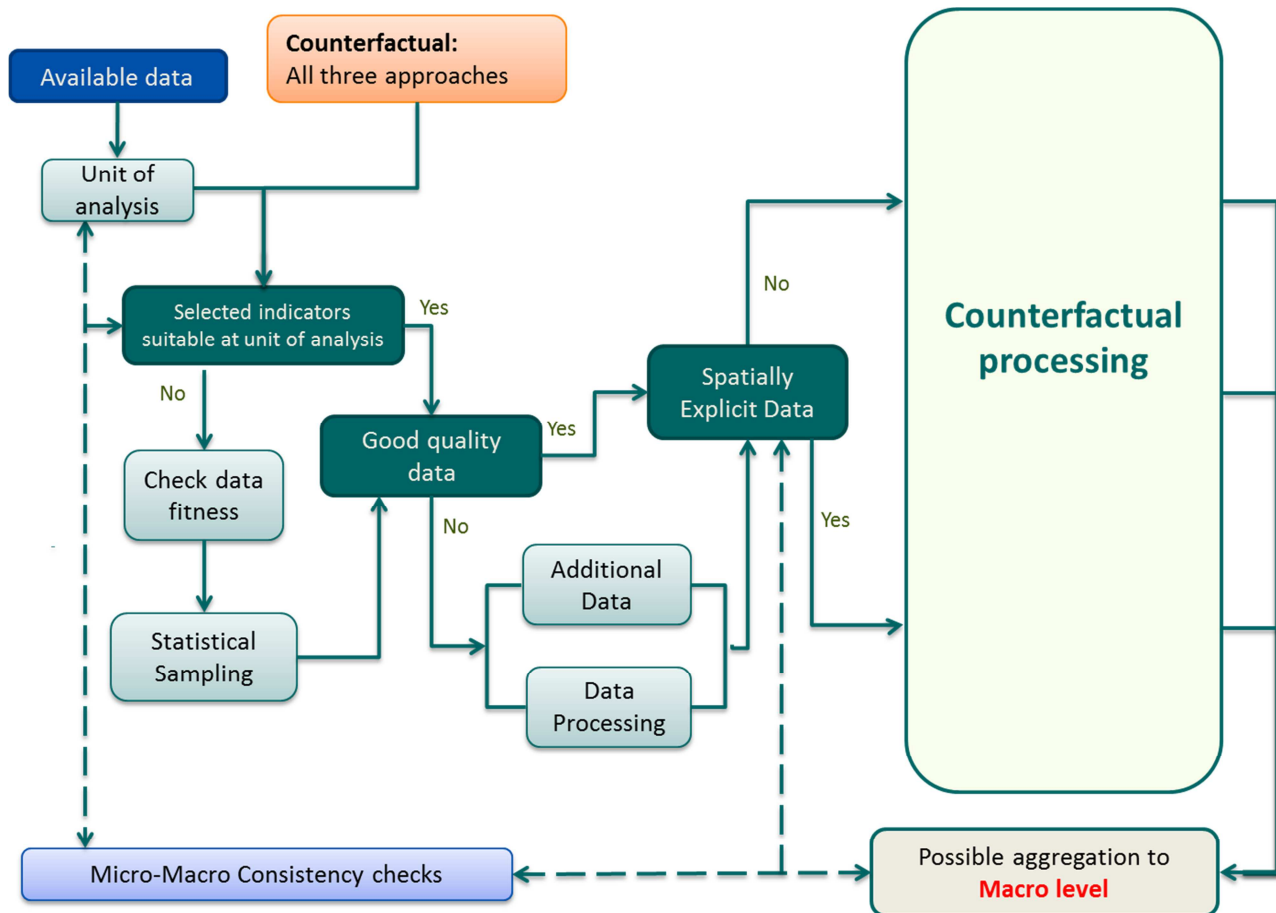 Counterfactual:
All three approaches
Available data
Unit of
analysis
Selected indicators
suitable at unit of analysis
Yes
No
Check data
fitness
Statistical
Sampling
Good quality
data
Yes
No
Additional
Data
Data
Processing
Spatially
Explicit Data
No
Yes
Counterfactual
processing
Micro-Macro Consistency checks
Possible aggregation to
Macro level